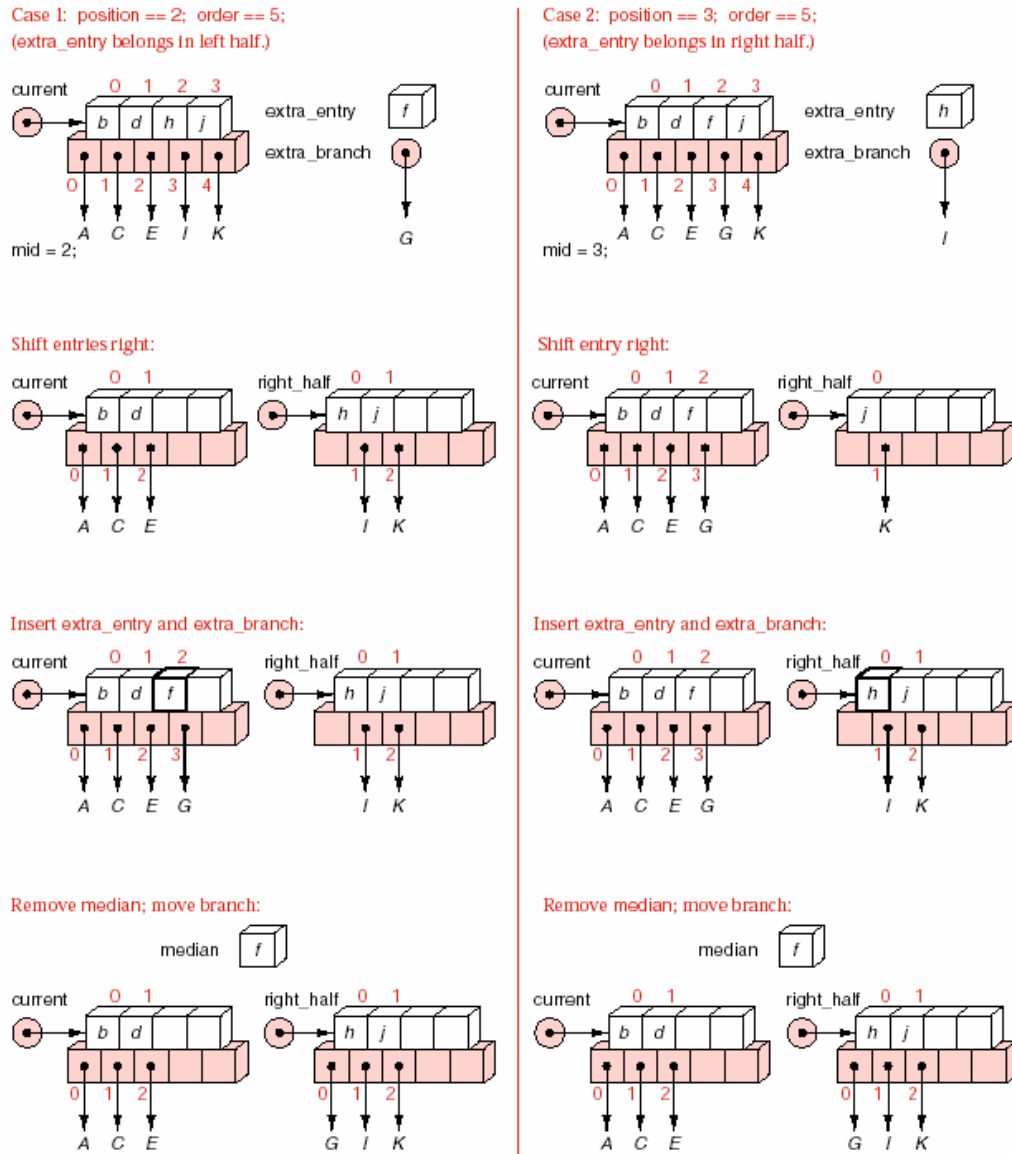 Case 1: position == 2; order == 5;
(extra_entry belongs in left half.)
0 1 2 3
current
b d h j
extra_entry
f
extra_branch
0 1 2 3 4
A C E I K
G
mid = 2;
Shift entries right:
0 1
current
b d
0 1
right_half
h j
0 1 2
1 2
A C E
I K
Insert extra_entry and extra_branch:
0 1 2
current
b d f
0 1
right_half
h j
0 1 2 3
1 2
A C E G
I K
Remove median; move branch:
median
f
0 1
current
b d
0 1
right_half
h j
0 1 2
0 1 2
A C E
G I K
Case 2: position == 3; order == 5;
(extra_entry belongs in right half.)
0 1 2 3
current
b d f j
extra_entry
h
extra_branch
0 1 2 3 4
A C E G K
I
mid = 3;
Shift entry right:
0 1 2
current
b d f
0
right_half
j
0 1 2 3
1
A C E G
K
Insert extra_entry and extra_branch:
0 1 2
current
b d f
0 1
right_half
h j
0 1 2 3
1 2
A C E G
I K
Remove median; move branch:
median
f
0 1
current
b d
0 1
right_half
h j
0 1 2
0 1 2
A C E
G I K